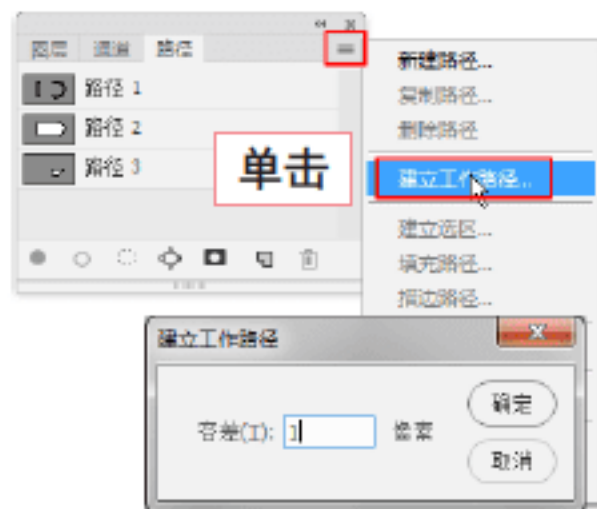 图层 通道 路径
路径 1
路径 2
路径 3
单击
新建路径...
复制路径...
删除路径
建立工作路径...
建立选区...
填充路径...
描边路径...
建立工作路径
容差(T): 1 像素
确定
取消